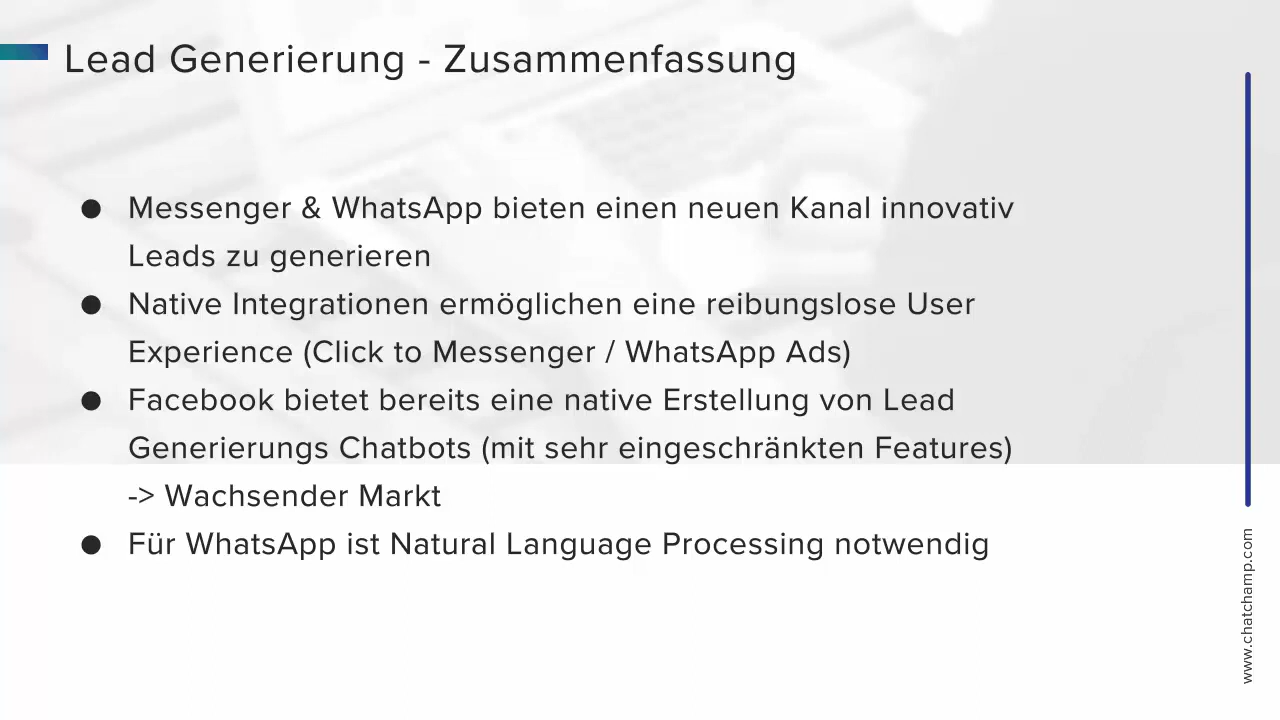 Lead Generierung - Zusammenfassung
● Messenger & WhatsApp bieten einen neuen Kanal innovativ
Leads zu generieren
● Native Integrationen ermöglichen eine reibungslose User
Experience (Click to Messenger / WhatsApp Ads)
● Facebook bietet bereits eine native Erstellung von Lead
Generierungs Chatbots (mit sehr eingeschränkten Features)
-> Wachsender Markt
● Für WhatsApp ist Natural Language Processing notwendig
www.chatchamp.com